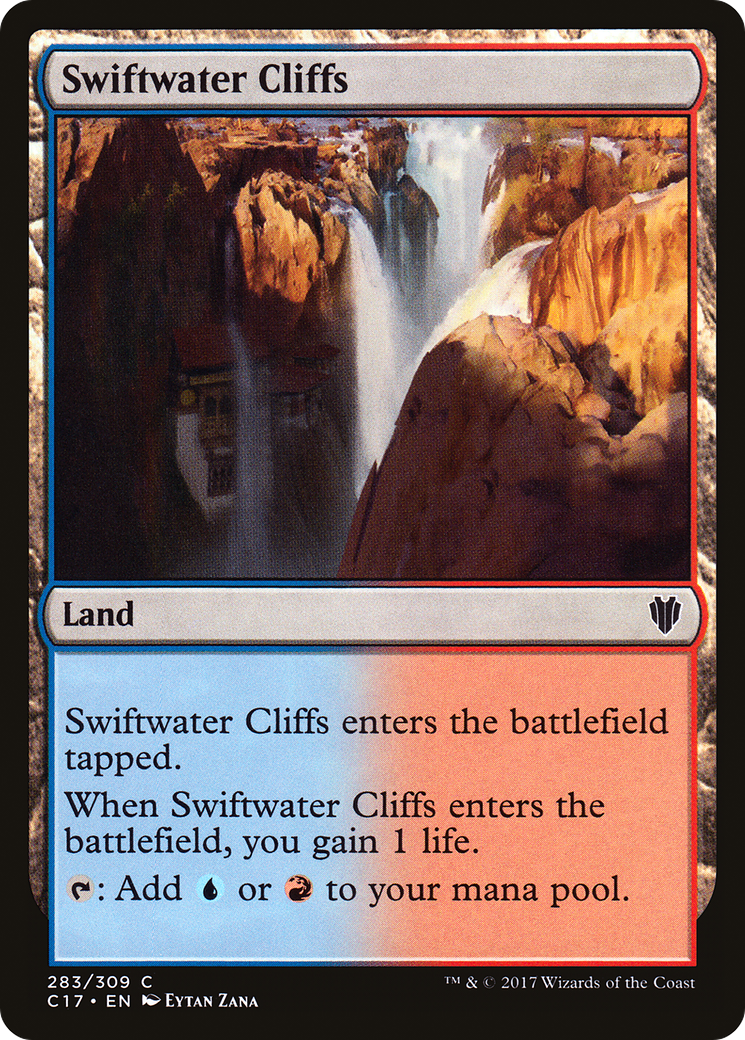 Swiftwater Cliffs
Land
Swiftwater Cliffs enters the battlefield
tapped.
When Swiftwater Cliffs enters the
battlefield, you gain 1 life.
: Add or to your mana pool.
283/309 C
C17 • EN Eytan Zana
™ & © 2017 Wizards of the Coast